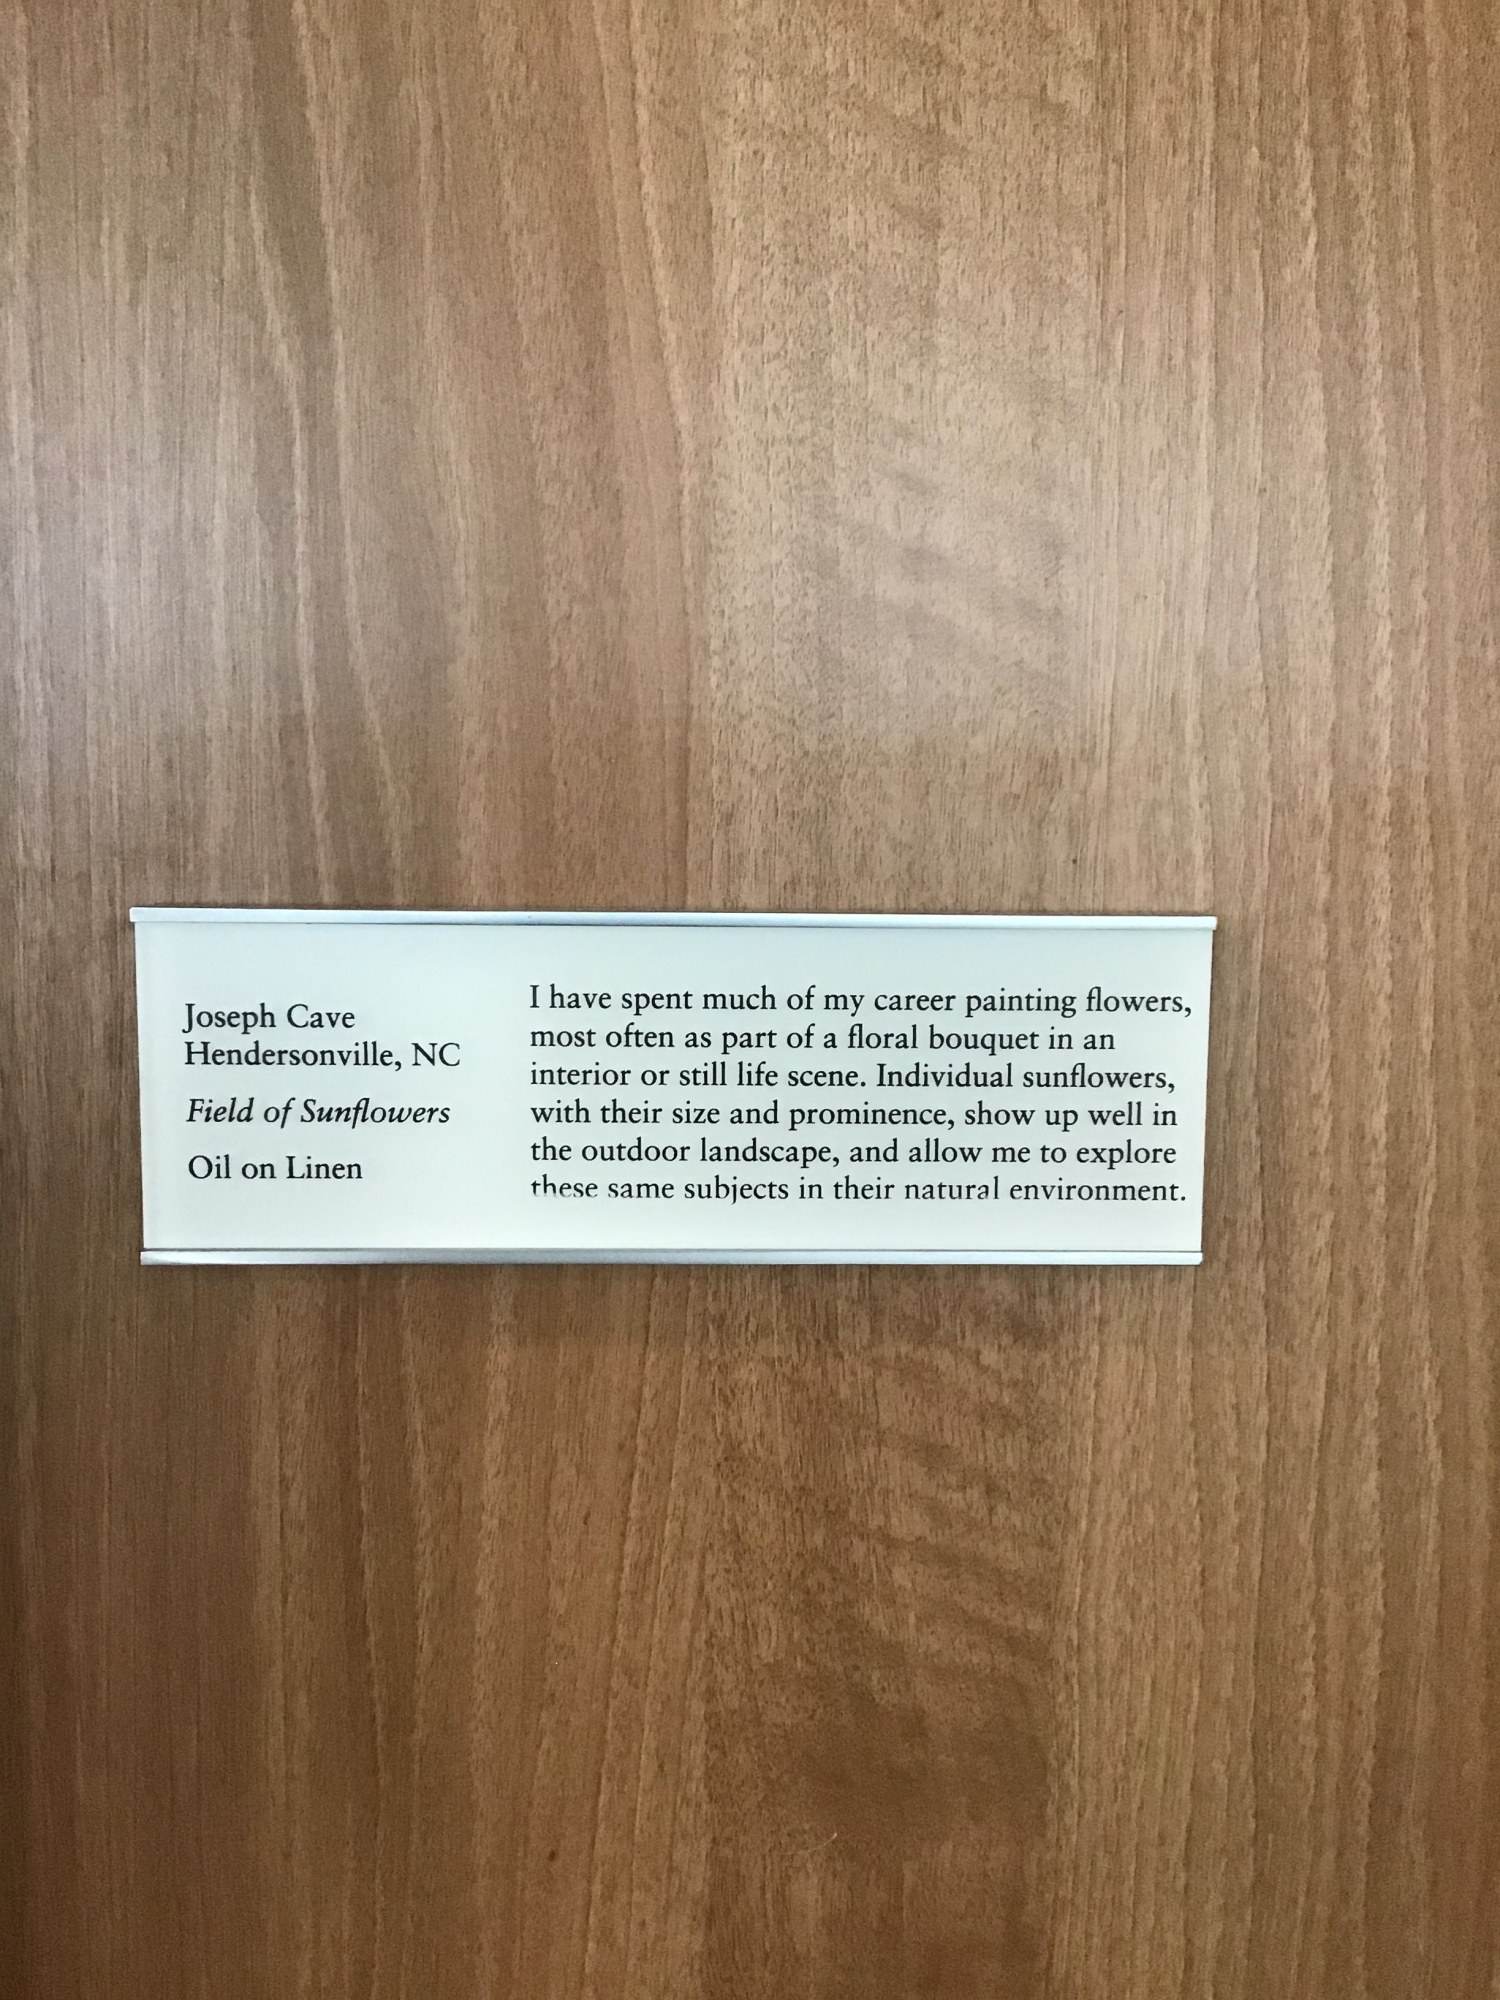 Joseph Cave
Hendersonville, NC
Field of Sunflowers
Oil on Linen
I have spent much of my career painting flowers,
most often as part of a floral bouquet in an
interior or still life scene. Individual sunflowers,
with their size and prominence, show up well in
the outdoor landscape, and allow me to explore
these same subjects in their natural environment.